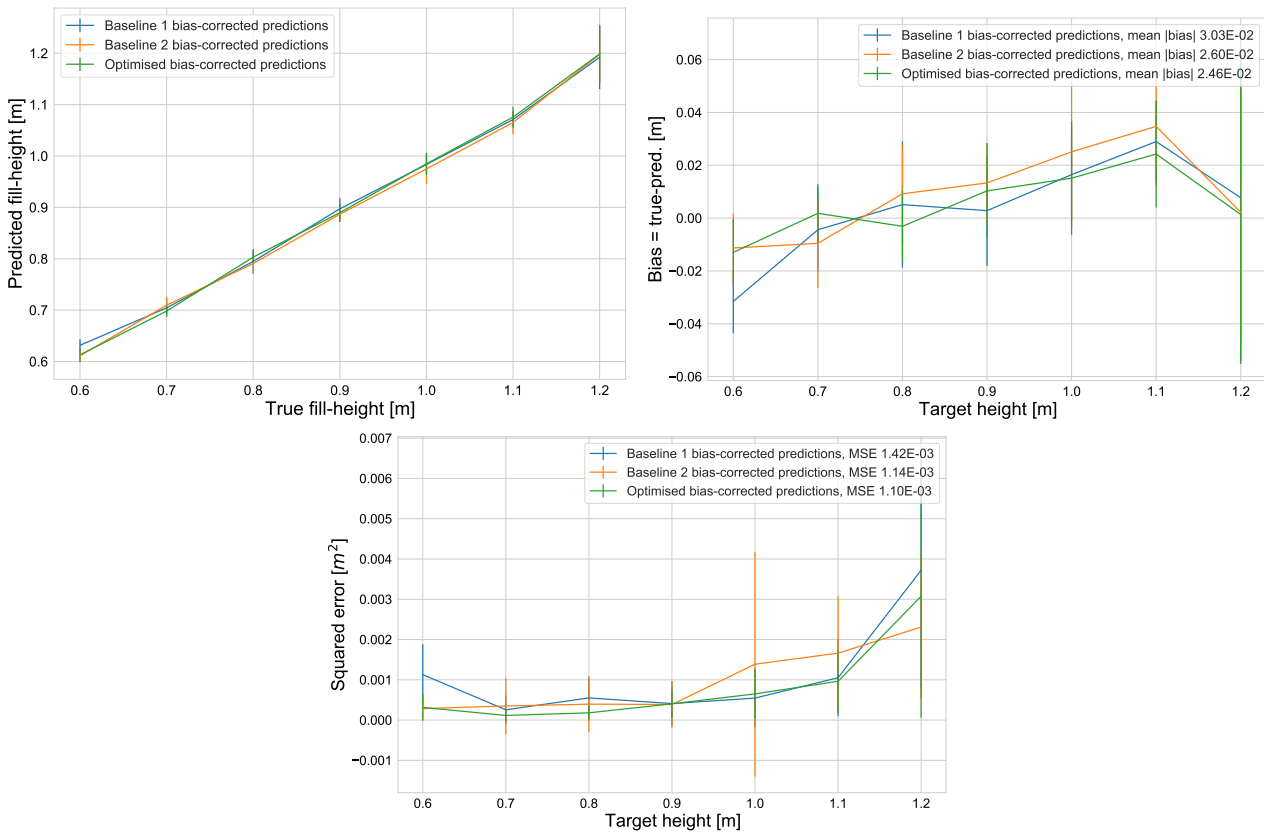 Baseline 1 bias-corrected predictions
Baseline 2 bias-corrected predictions
Optimised bias-corrected predictions
Predicted fill-height [m]
1.2
1.1
1.0
0.9
0.8
0.7
0.6
0.6 0.7 0.8 0.9 1.0 1.1 1.2
True fill-height [m]
Baseline 1 bias-corrected predictions, mean |bias| 3.03E-02
Baseline 2 bias-corrected predictions, mean |bias| 2.60E-02
Optimised bias-corrected predictions, mean |bias| 2.46E-02
Bias = true-pred. [m]
0.06
0.04
0.02
0.00
−0.02
−0.04
−0.06
0.6 0.7 0.8 0.9 1.0 1.1 1.2
Target height [m]
Baseline 1 bias-corrected predictions, MSE 1.42E-03
Baseline 2 bias-corrected predictions, MSE 1.14E-03
Optimised bias-corrected predictions, MSE 1.10E-03
Squared error [m²]
0.007
0.006
0.005
0.004
0.003
0.002
0.001
0.000
−0.001
0.6 0.7 0.8 0.9 1.0 1.1 1.2
Target height [m]